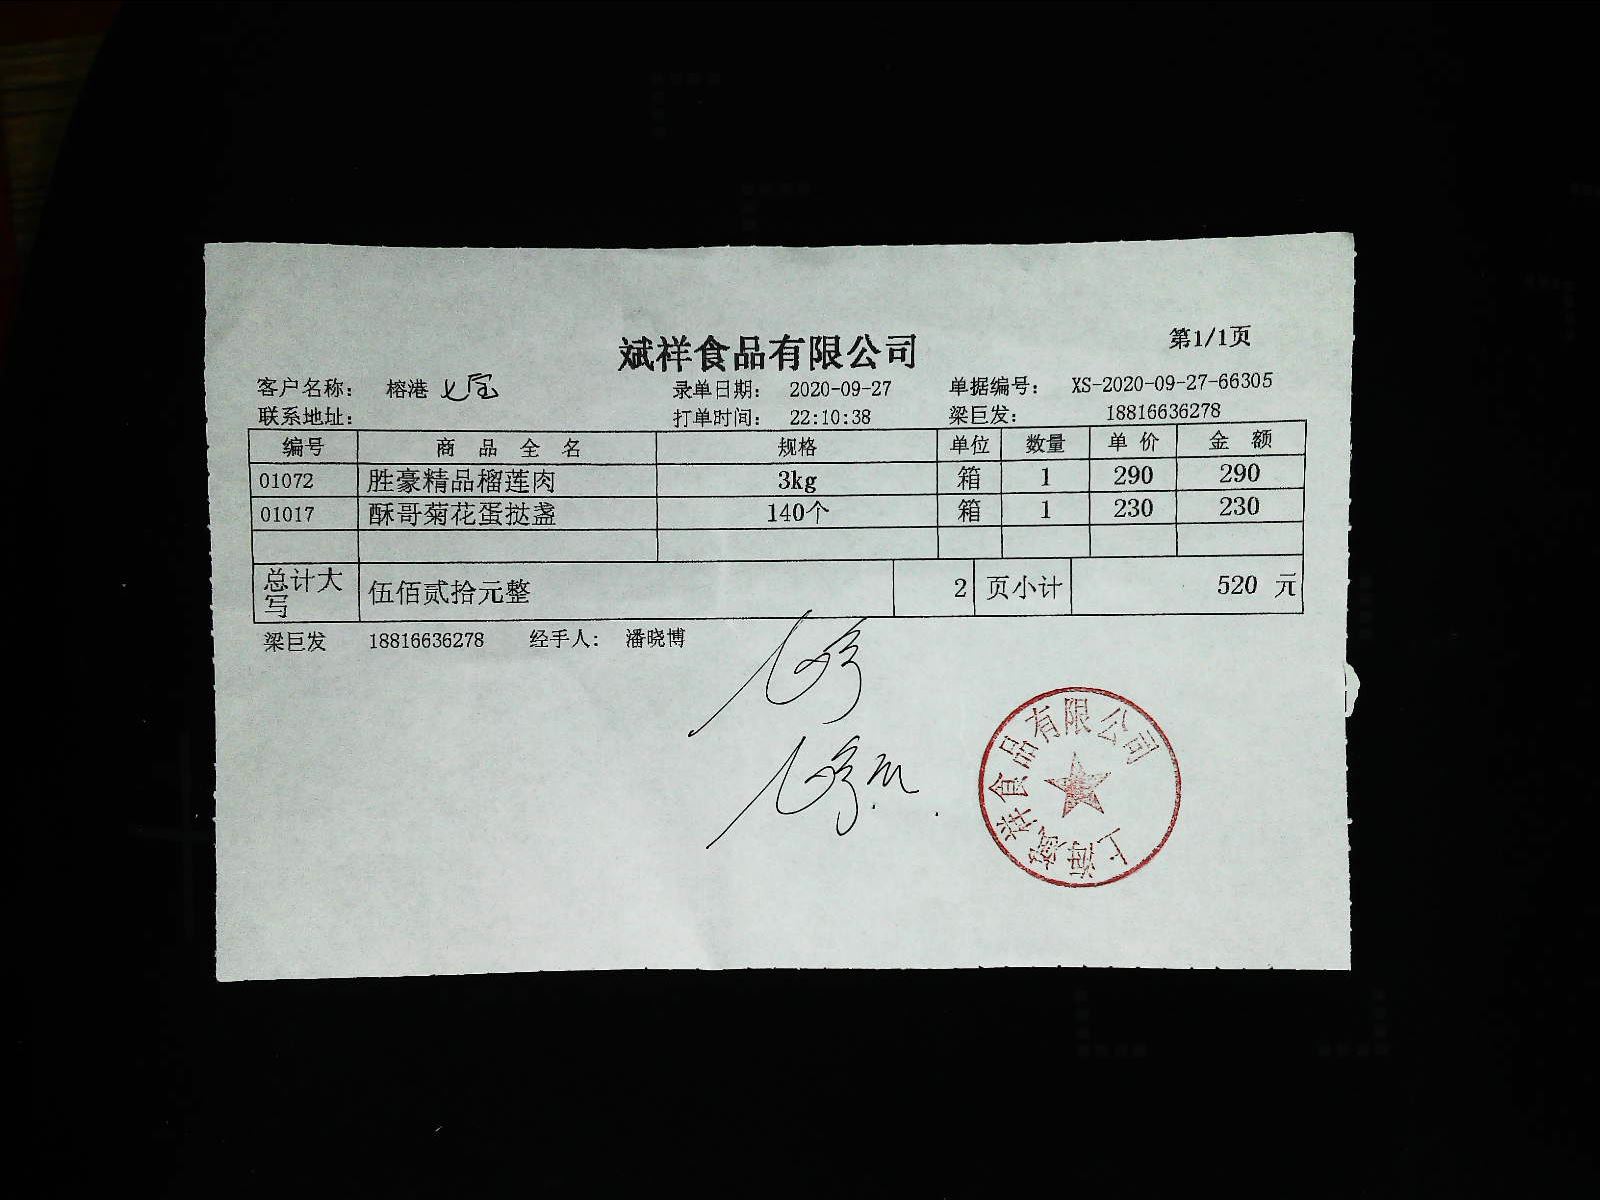 斌祥食品有限公司
第1/1页
客户名称: 榕港 七宝 录单日期: 2020-09-27 单据编号: XS-2020-09-27-66305
联系地址: 打单时间: 22:10:38 梁巨发: 18816636278
编号 商品全名 规格 单位 数量 单价 金额
01072 胜豪精品榴莲肉 3kg 箱 1 290 290
01017 酥哥菊花蛋挞盏 140个 箱 1 230 230
总计大写 伍佰贰拾元整 2 页小计 520 元
梁巨发 18816636278 经手人: 潘晓博
上海斌祥食品有限公司